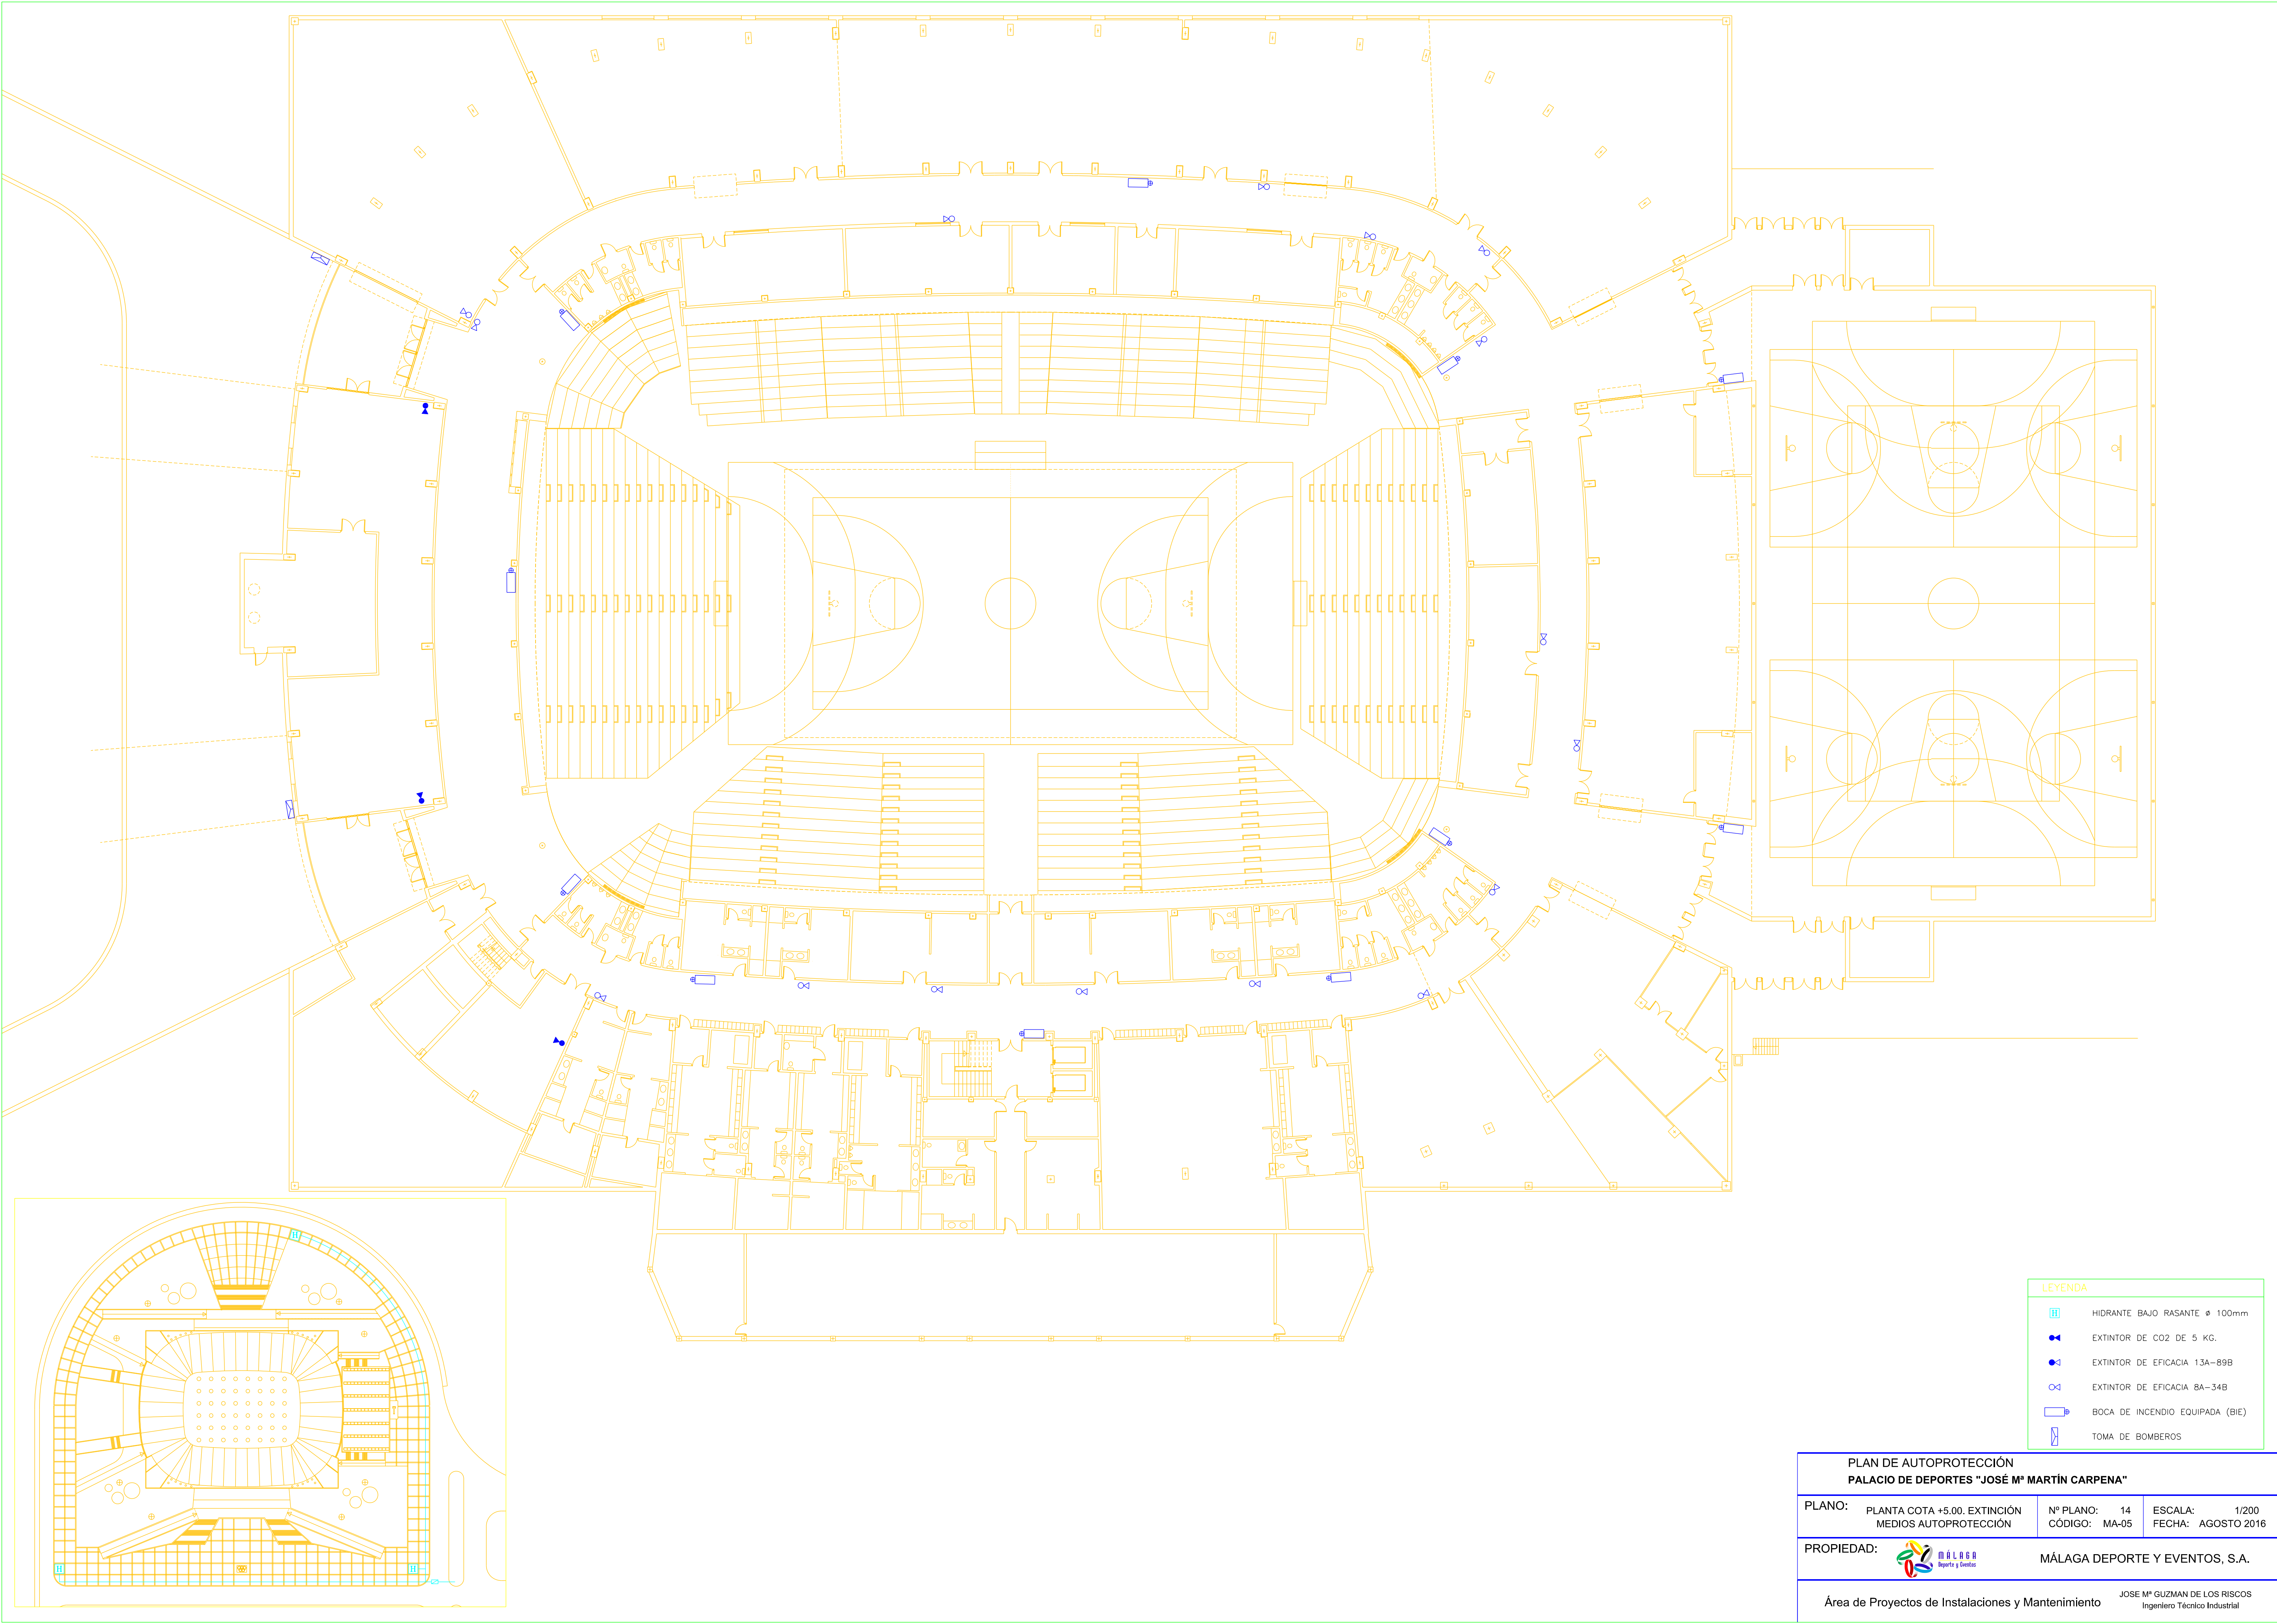 H
H
H
LEYENDA
H HIDRANTE BAJO RASANTE ø 100mm
EXTINTOR DE CO2 DE 5 KG.
EXTINTOR DE EFICACIA 13A-89B
EXTINTOR DE EFICACIA 8A-34B
BOCA DE INCENDIO EQUIPADA (BIE)
TOMA DE BOMBEROS
PLAN DE AUTOPROTECCIÓN
PALACIO DE DEPORTES "JOSÉ Mª MARTÍN CARPENA"
PLANO: PLANTA COTA +5.00. EXTINCIÓN
MEDIOS AUTOPROTECCIÓN
Nº PLANO: 14
CÓDIGO: MA-05
ESCALA: 1/200
FECHA: AGOSTO 2016
PROPIEDAD:
MÁLAGA
Deporte y Eventos
MÁLAGA DEPORTE Y EVENTOS, S.A.
Área de Proyectos de Instalaciones y Mantenimiento
JOSE Mª GUZMAN DE LOS RISCOS
Ingeniero Técnico Industrial